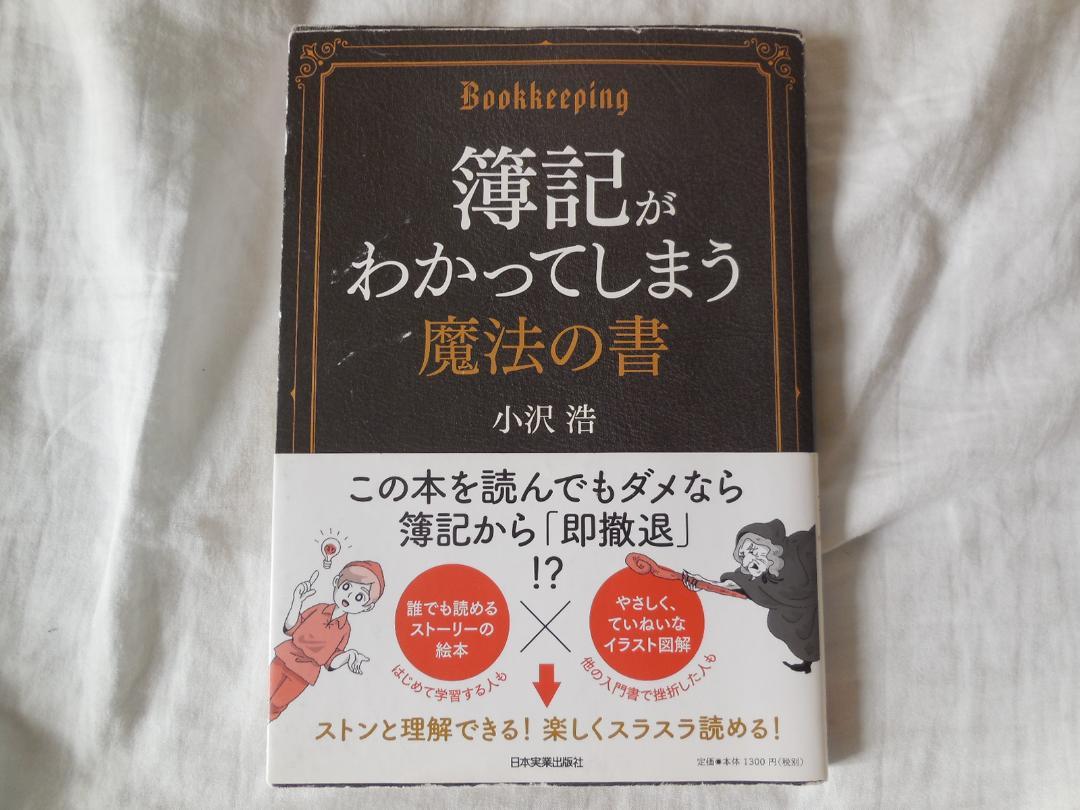 Bookkeeping
簿記が
わかってしまう
魔法の書
小沢 浩
この本を読んでもダメなら
簿記から「即撤退」
!?
誰でも読める
ストーリーの
絵本
はじめて学習する人も
×
やさしく、
ていねいな
イラスト図解
他の入門書で挫折した人も
ストンと理解できる！楽しくスラスラ読める！
日本実業出版社
定価●本体 1300 円（税別）